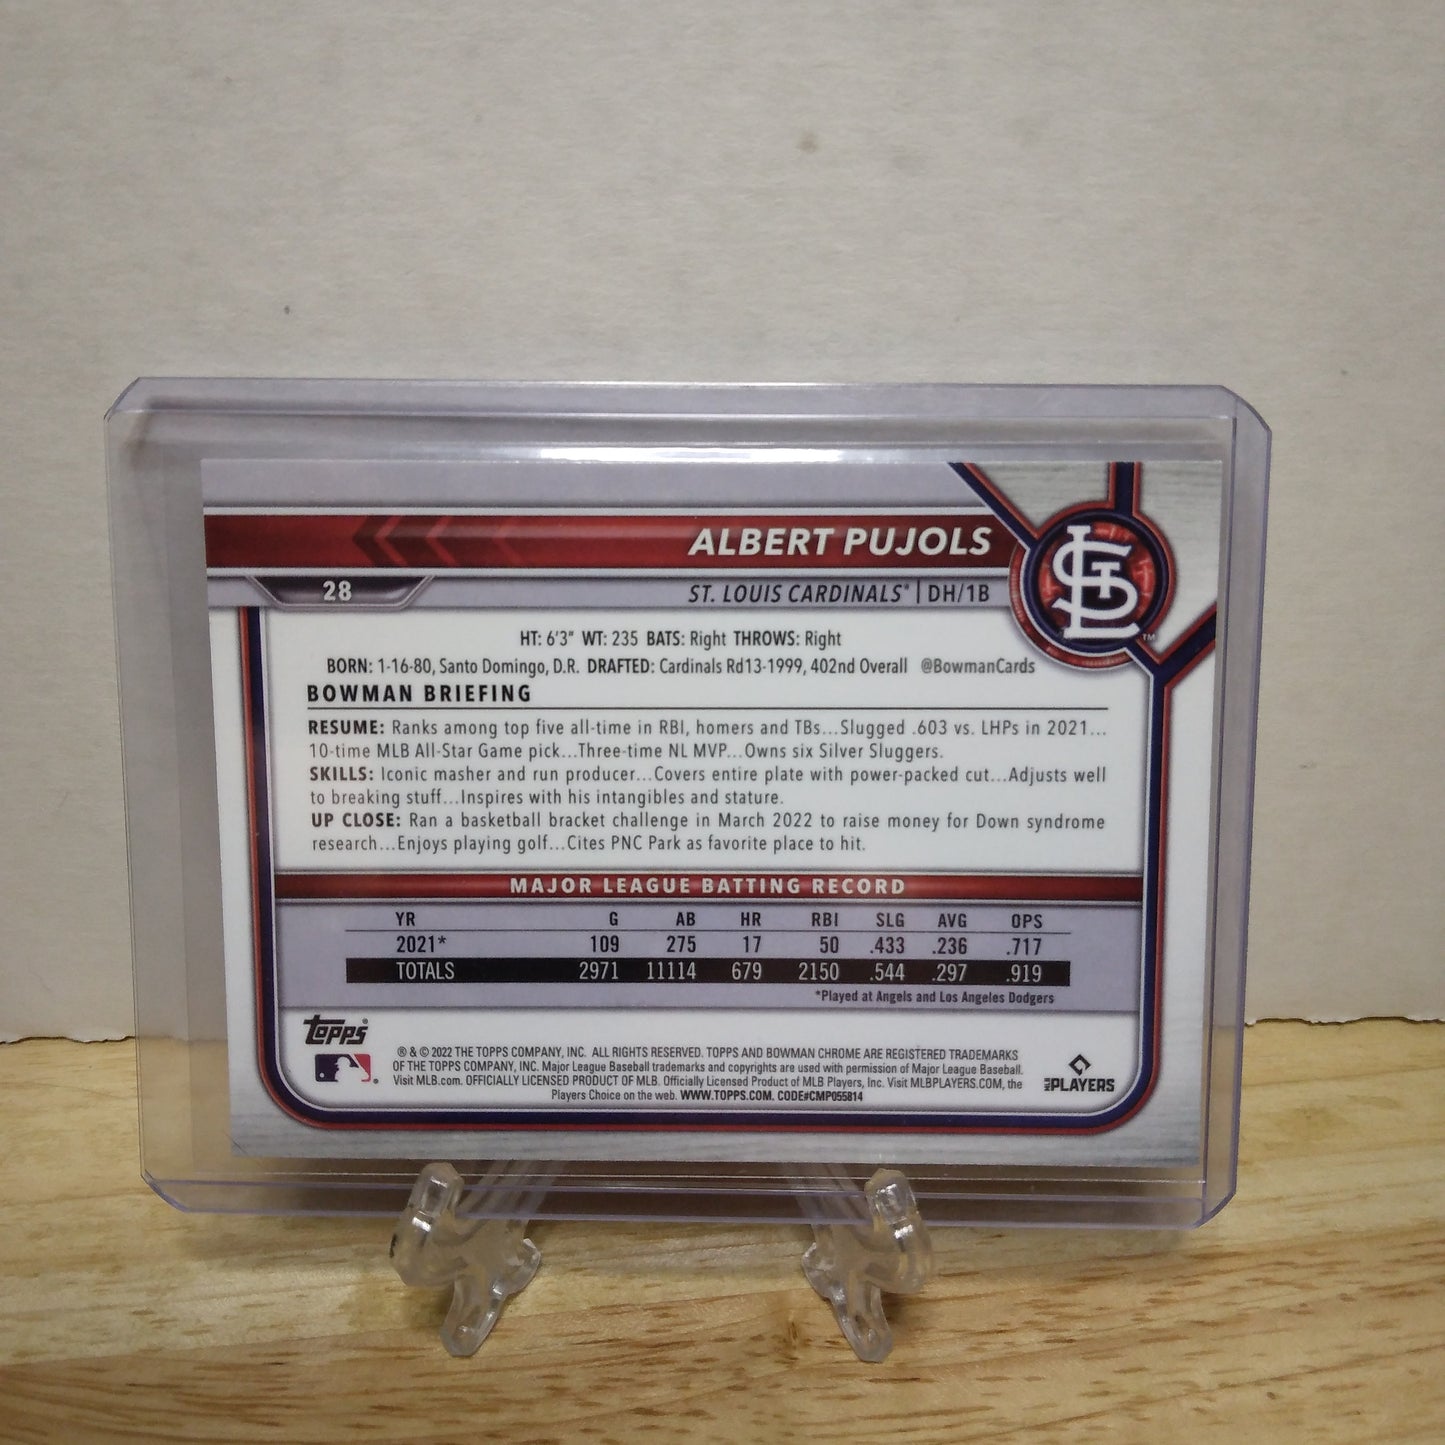 ALBERT PUJOLS
28
ST. LOUIS CARDINALS® | DH/1B
STL
™
HT: 6'3" WT: 235 BATS: Right THROWS: Right
BORN: 1-16-80, Santo Domingo, D.R. DRAFTED: Cardinals Rd13-1999, 402nd Overall @BowmanCards
BOWMAN BRIEFING
RESUME: Ranks among top five all-time in RBI, homers and TBs...Slugged .603 vs. LHPs in 2021...
10-time MLB All-Star Game pick...Three-time NL MVP...Owns six Silver Sluggers.
SKILLS: Iconic masher and run producer...Covers entire plate with power-packed cut...Adjusts well
to breaking stuff...Inspires with his intangibles and stature.
UP CLOSE: Ran a basketball bracket challenge in March 2022 to raise money for Down syndrome
research...Enjoys playing golf...Cites PNC Park as favorite place to hit.
MAJOR LEAGUE BATTING RECORD
YR G AB HR RBI SLG AVG OPS
2021* 109 275 17 50 .433 .236 .717
TOTALS 2971 11114 679 2150 .544 .297 .919
*Played at Angels and Los Angeles Dodgers
Topps®
® & © 2022 THE TOPPS COMPANY, INC. ALL RIGHTS RESERVED. TOPPS AND BOWMAN CHROME ARE REGISTERED TRADEMARKS
OF THE TOPPS COMPANY, INC. Major League Baseball trademarks and copyrights are used with permission of Major League Baseball.
Visit MLB.com. OFFICIALLY LICENSED PRODUCT OF MLB. Officially Licensed Product of MLB Players, Inc. Visit MLBPLAYERS.COM, the
Players Choice on the web. WWW.TOPPS.COM. CODE#CMP055814
MLB PLAYERS